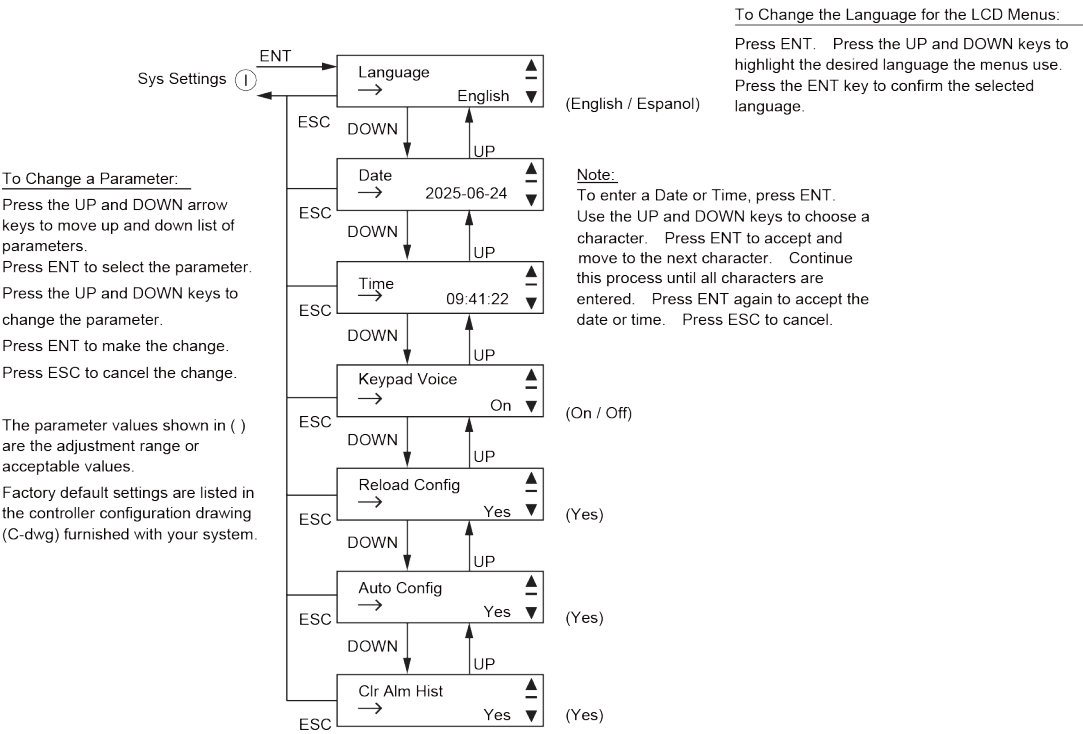 To Change the Language for the LCD Menus:
Press ENT. Press the UP and DOWN keys to
highlight the desired language the menus use.
Press the ENT key to confirm the selected
language.
ENT
Sys Settings I
Language
English
(English / Espanol)
ESC
DOWN
UP
Date
2025-06-24
ESC
DOWN
UP
Time
09:41:22
ESC
DOWN
UP
Keypad Voice
On
(On / Off)
ESC
DOWN
UP
Reload Config
Yes
(Yes)
ESC
DOWN
UP
Auto Config
Yes
(Yes)
ESC
DOWN
UP
Clr Alm Hist
Yes
(Yes)
ESC
To Change a Parameter:
Press the UP and DOWN arrow
keys to move up and down list of
parameters.
Press ENT to select the parameter.
Press the UP and DOWN keys to
change the parameter.
Press ENT to make the change.
Press ESC to cancel the change.
The parameter values shown in ( )
are the adjustment range or
acceptable values.
Factory default settings are listed in
the controller configuration drawing
(C-dwg) furnished with your system.
Note:
To enter a Date or Time, press ENT.
Use the UP and DOWN keys to choose a
character. Press ENT to accept and
move to the next character. Continue
this process until all characters are
entered. Press ENT again to accept the
date or time. Press ESC to cancel.